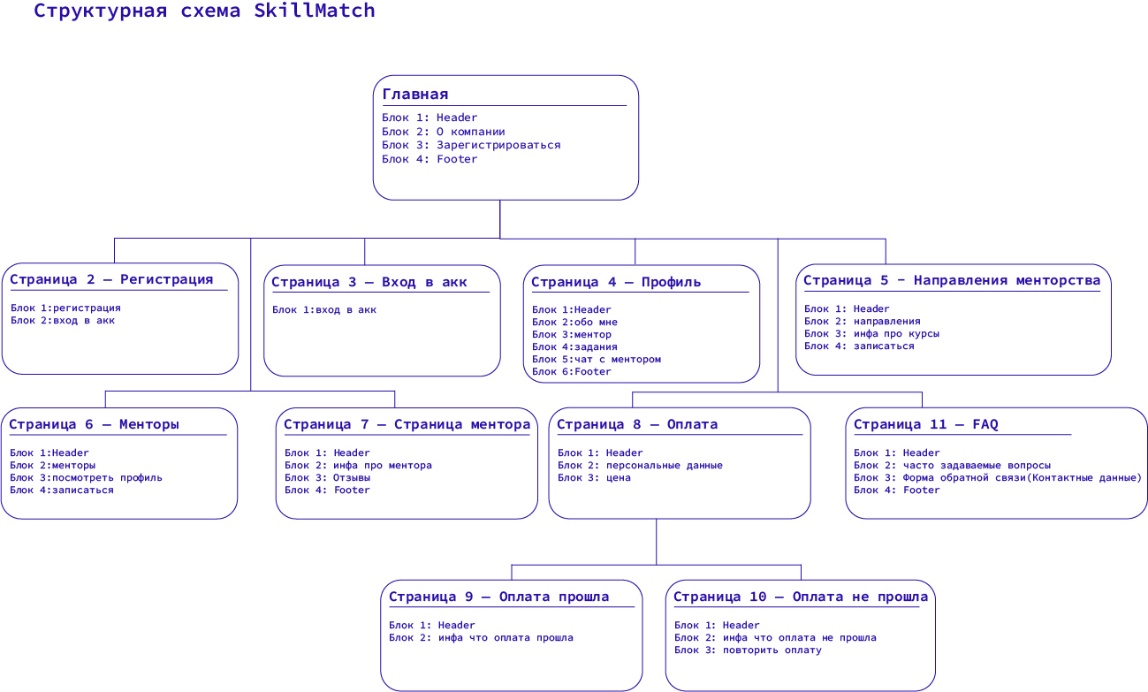 Структурная схема SkillMatch
Главная
Блок 1: Header
Блок 2: О компании
Блок 3: Зарегистрироваться
Блок 4: Footer
Страница 2 — Регистрация
Блок 1:регистрация
Блок 2:вход в акк
Страница 3 — Вход в акк
Блок 1:вход в акк
Страница 4 — Профиль
Блок 1:Header
Блок 2:обо мне
Блок 3:ментор
Блок 4:задания
Блок 5:чат с ментором
Блок 6:Footer
Страница 5 - Направления менторства
Блок 1: Header
Блок 2: направления
Блок 3: инфа про курсы
Блок 4: записаться
Страница 6 — Менторы
Блок 1:Header
Блок 2:менторы
Блок 3:посмотреть профиль
Блок 4:записаться
Страница 7 — Страница ментора
Блок 1: Header
Блок 2: инфа про ментора
Блок 3: Отзывы
Блок 4: Footer
Страница 8 — Оплата
Блок 1: Header
Блок 2: персональные данные
Блок 3: цена
Страница 11 — FAQ
Блок 1: Header
Блок 2: часто задаваемые вопросы
Блок 3: Форма обратной связи(Контактные данные)
Блок 4: Footer
Страница 9 — Оплата прошла
Блок 1: Header
Блок 2: инфа что оплата прошла
Страница 10 — Оплата не прошла
Блок 1: Header
Блок 2: инфа что оплата не прошла
Блок 3: повторить оплату